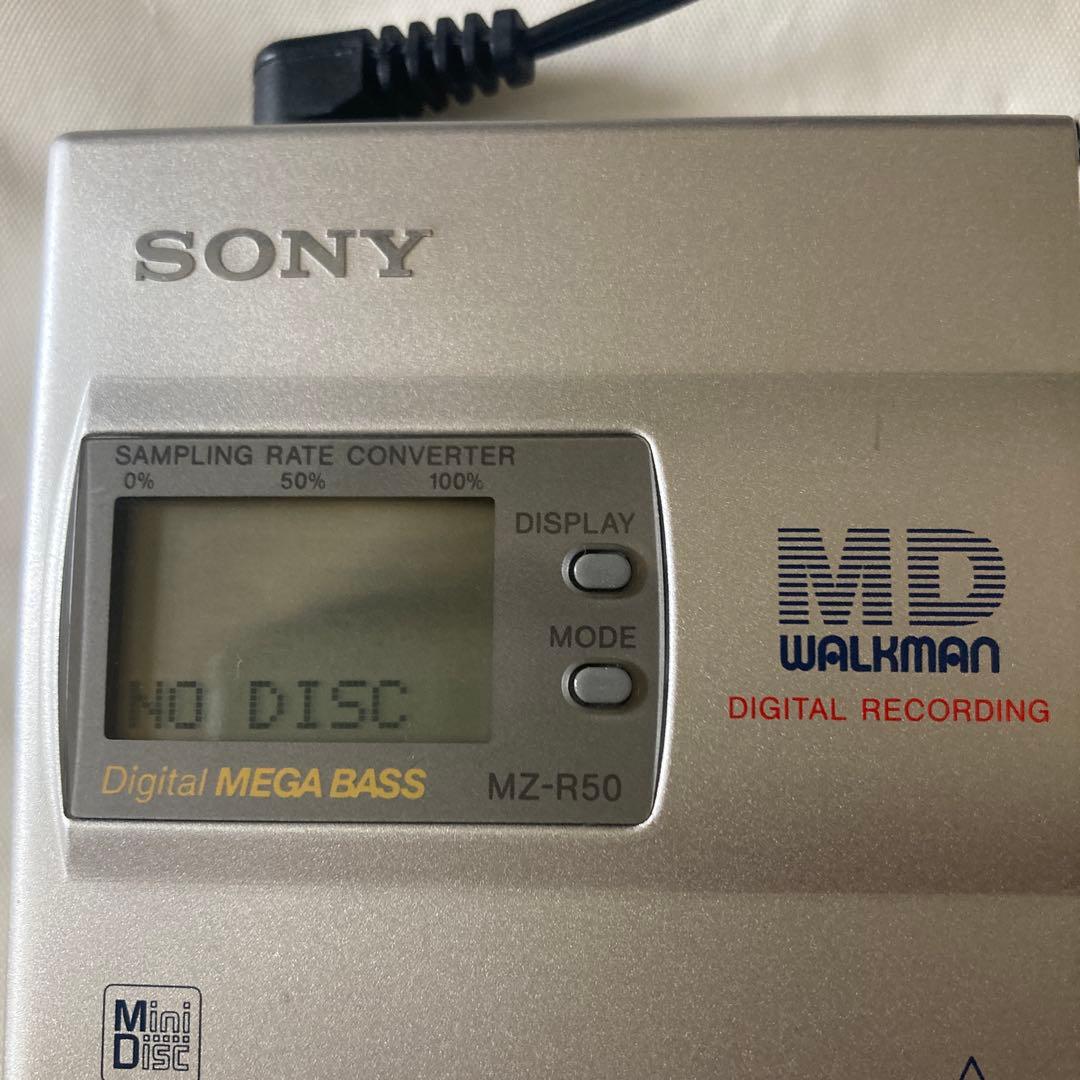 SONY
SAMPLING RATE CONVERTER
0% 50% 100%
DISPLAY
MODE
NO DISC
Digital MEGA BASS
MZ-R50
MD
WALKMAN
DIGITAL RECORDING
Mini
Disc